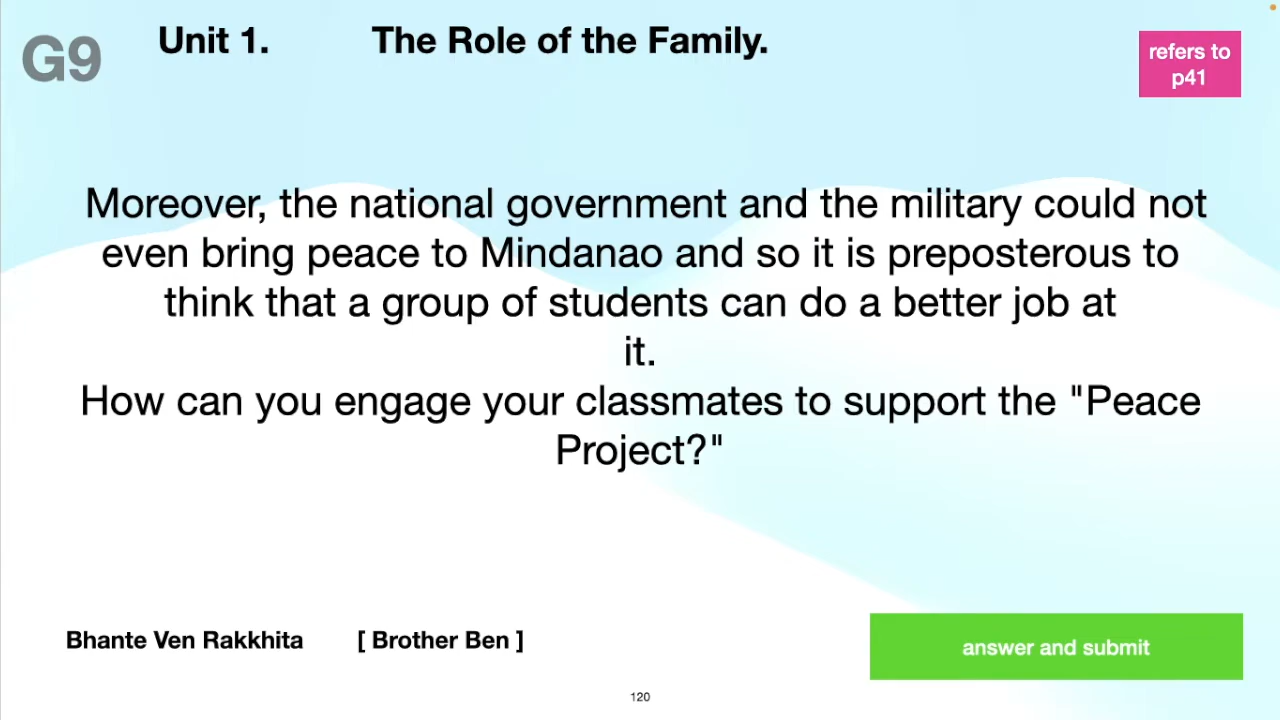 G9
Unit 1. The Role of the Family.
refers to
p41
Moreover, the national government and the military could not
even bring peace to Mindanao and so it is preposterous to
think that a group of students can do a better job at
it.
How can you engage your classmates to support the "Peace
Project?"
Bhante Ven Rakkhita [ Brother Ben ]
answer and submit
120